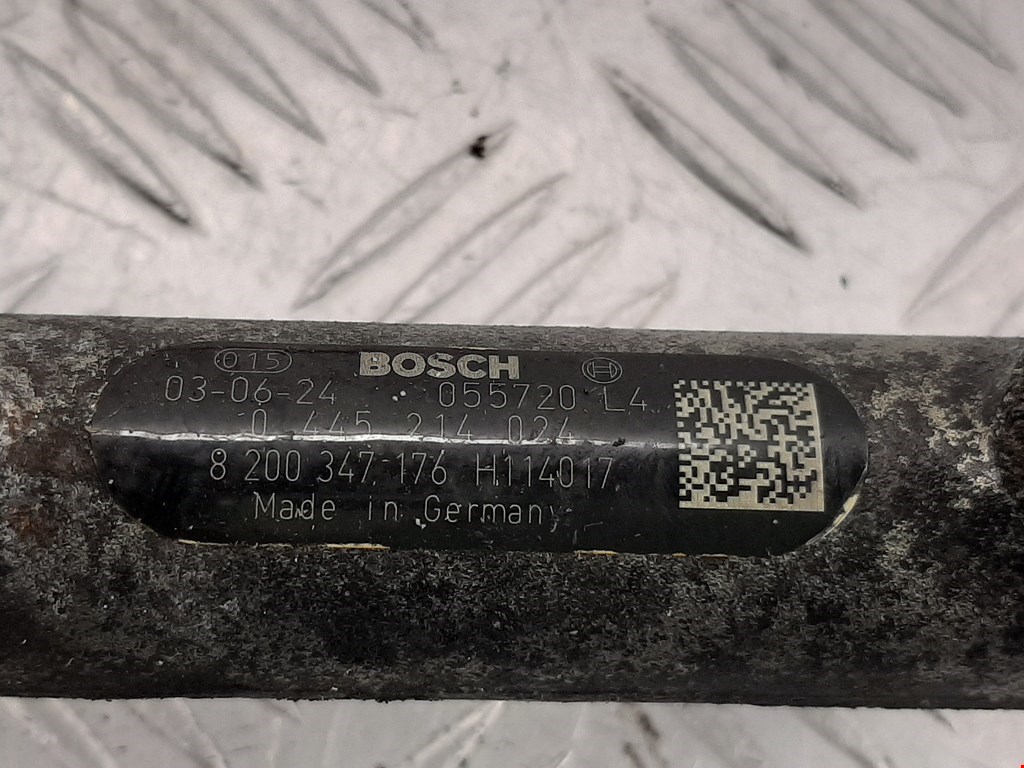 015 BOSCH
03-06-24 055720 L4
0 445 214 024
8 200 347 176 H114017
Made in Germany